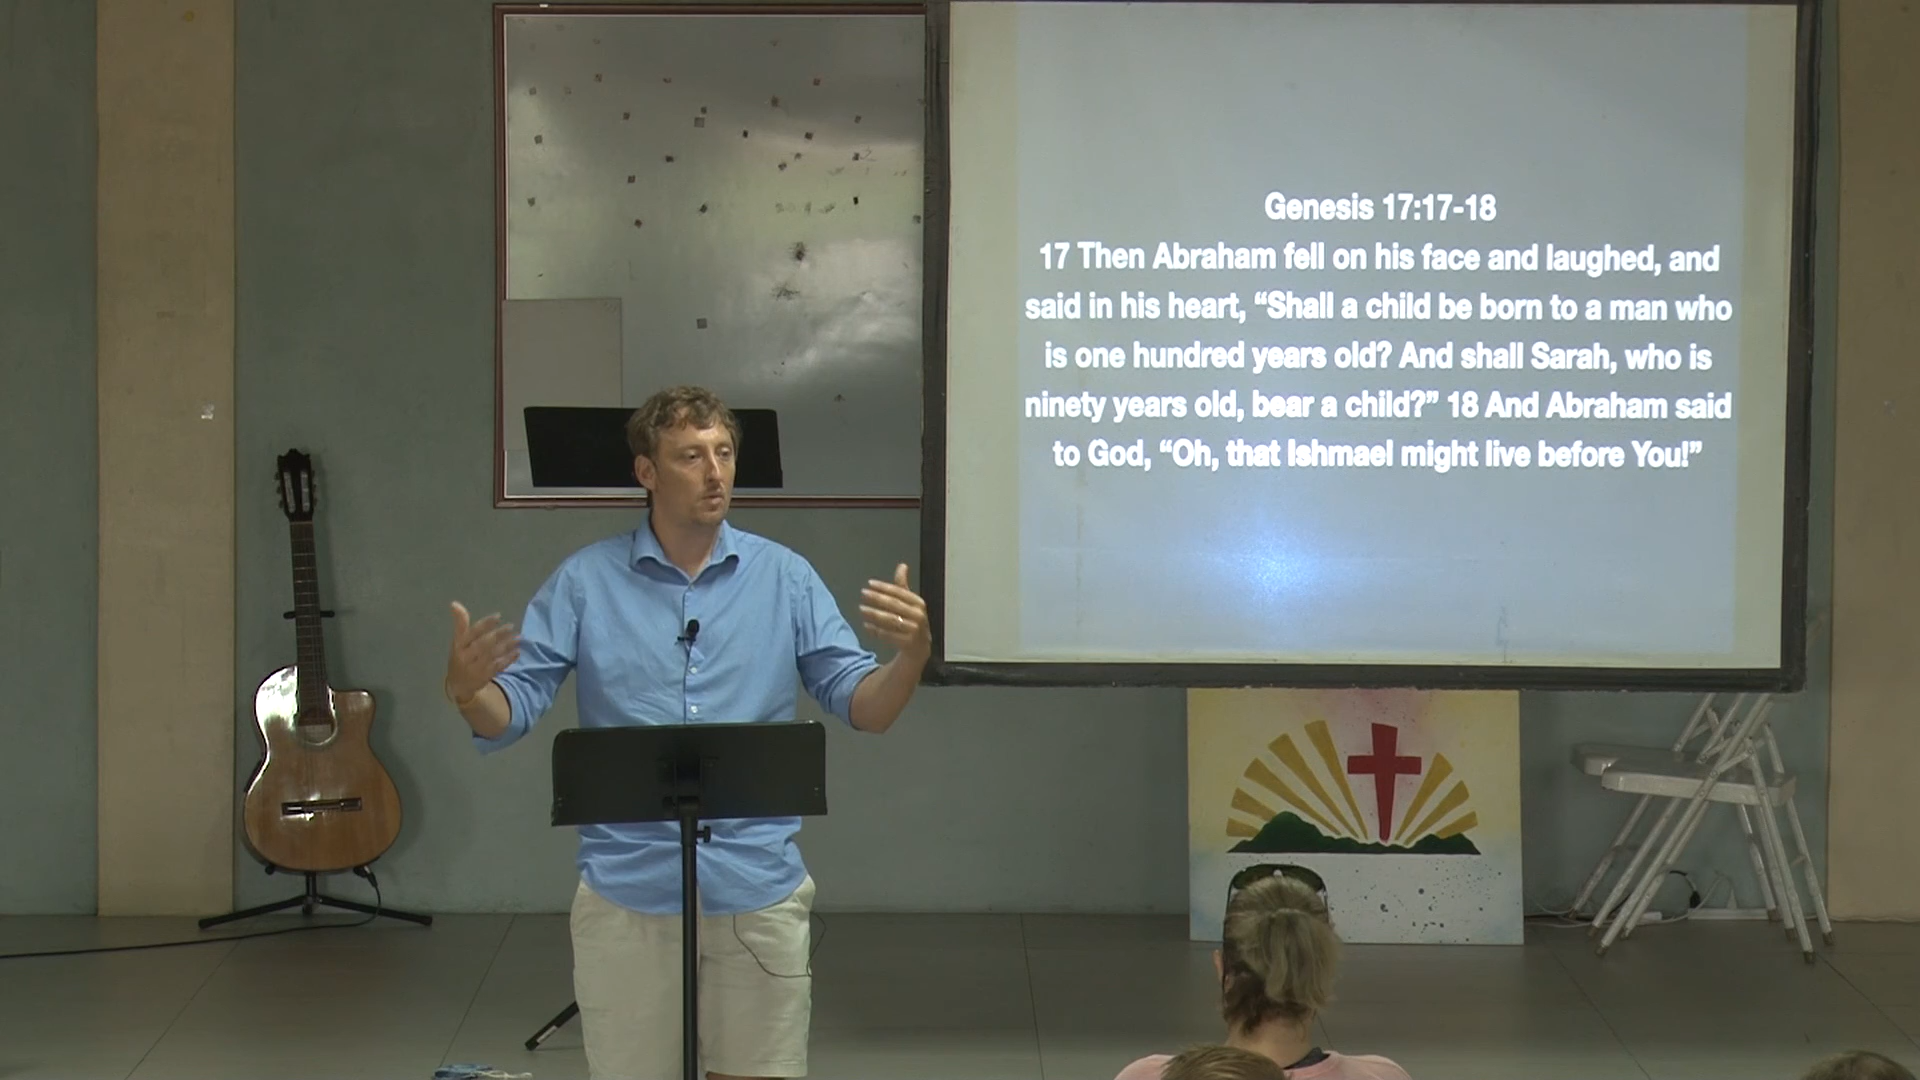 Genesis 17:17-18
17 Then Abraham fell on his face and laughed, and
said in his heart, “Shall a child be born to a man who
is one hundred years old? And shall Sarah, who is
ninety years old, bear a child?” 18 And Abraham said
to God, “Oh, that Ishmael might live before You!”